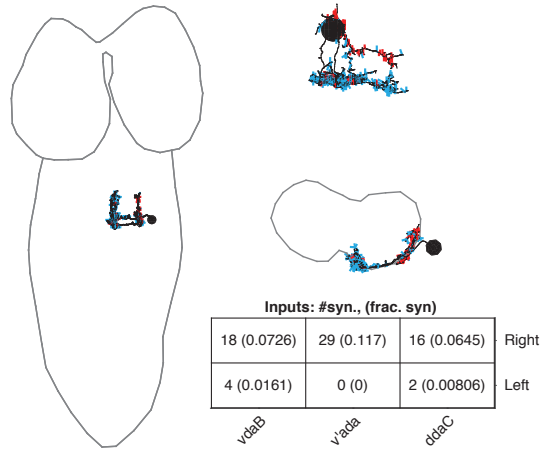 Inputs: #syn., (frac. syn)
18 (0.0726) 29 (0.117) 16 (0.0645) Right
4 (0.0161) 0 (0) 2 (0.00806) Left
vdaB v'ada ddaC